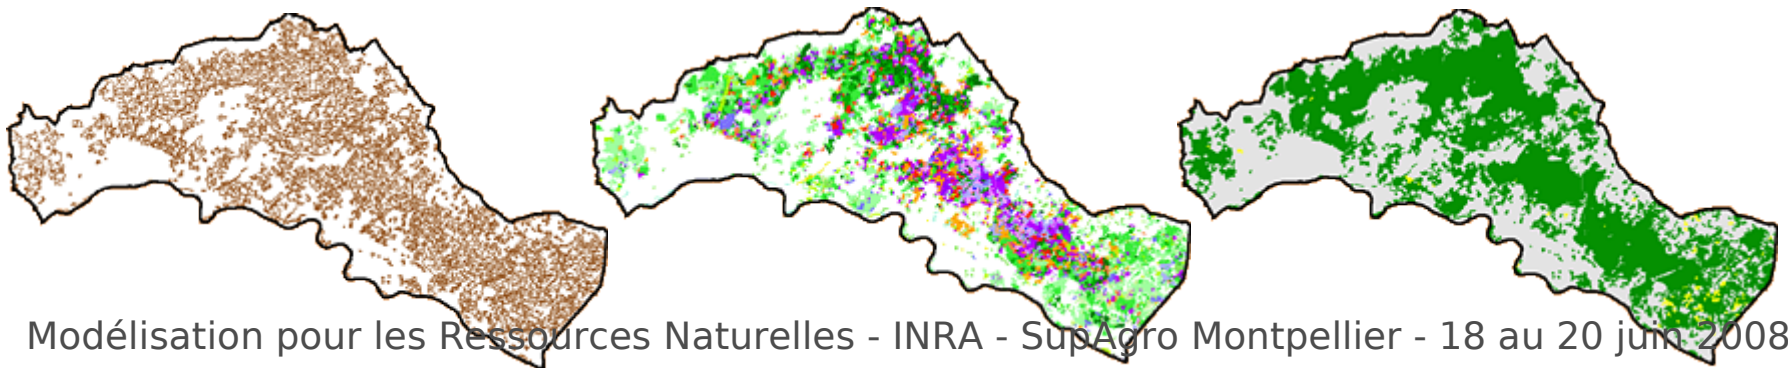 Modélisation pour les Ressources Naturelles - INRA - SupAgro Montpellier - 18 au 20 juin 2008